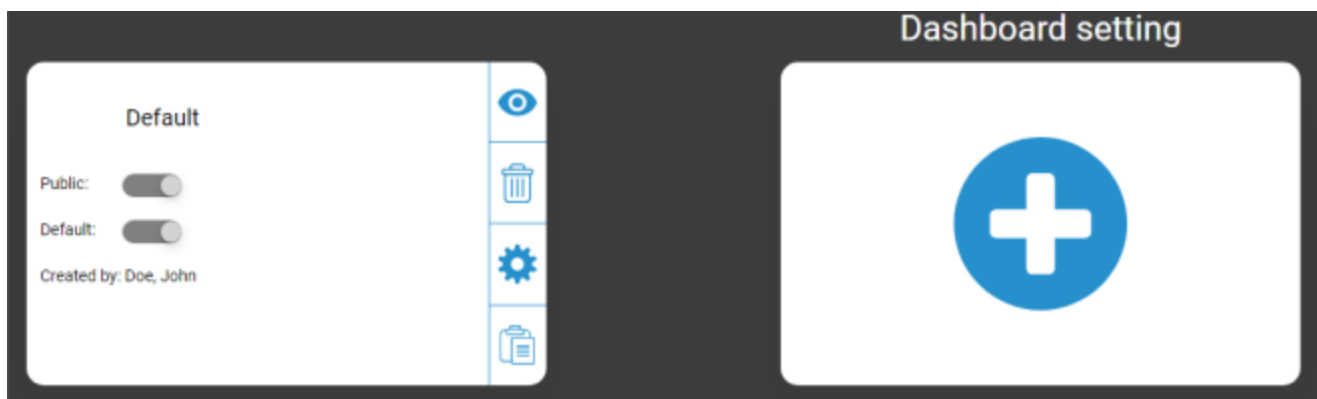 Dashboard setting
Default
Public:
Default:
Created by: Doe, John